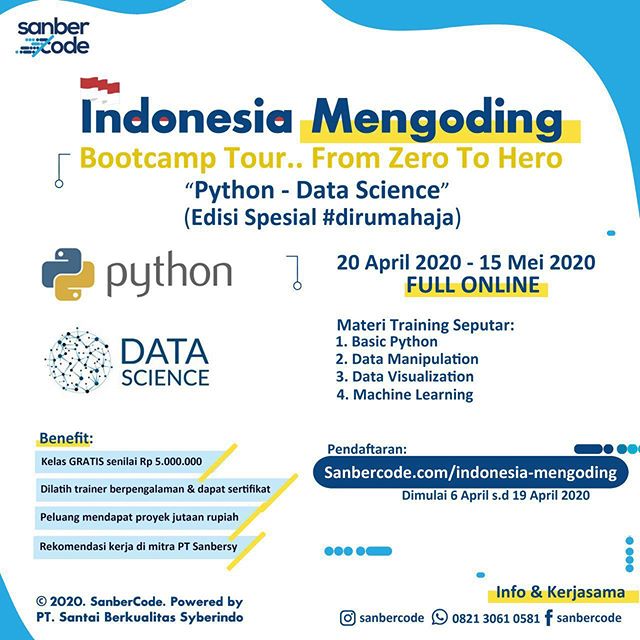 sanber
code
Indonesia Mengoding
Bootcamp Tour.. From Zero To Hero
“Python - Data Science”
(Edisi Spesial #dirumahaja)
python
20 April 2020 - 15 Mei 2020
FULL ONLINE
DATA
SCIENCE
Materi Training Seputar:
1. Basic Python
2. Data Manipulation
3. Data Visualization
4. Machine Learning
Benefit:
Kelas GRATIS senilai Rp 5.000.000
Dilatih trainer berpengalaman & dapat sertifikat
Peluang mendapat proyek jutaan rupiah
Rekomendasi kerja di mitra PT Sanbersy
Pendaftaran:
Sanbercode.com/indonesia-mengoding
Dimulai 6 April s.d 19 April 2020
© 2020. SanberCode. Powered by
PT. Santai Berkualitas Syberindo
Info & Kerjasama
sanbercode 0821 3061 0581 sanbercode